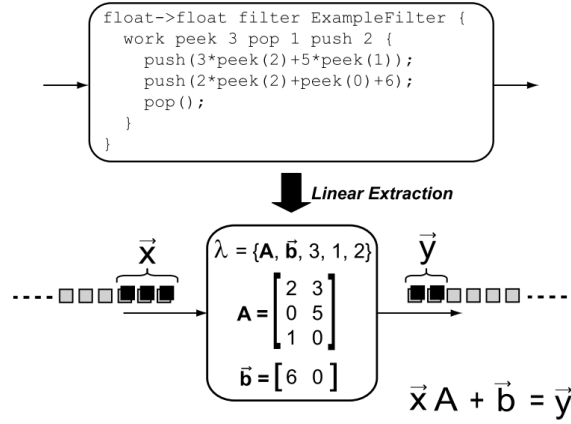 float->float filter ExampleFilter {
work peek 3 pop 1 push 2 {
push(3*peek(2)+5*peek(1));
push(2*peek(2)+peek(0)+6);
pop();
}
}
Linear Extraction
λ = {A, b⃗, 3, 1, 2}
x⃗
y⃗
A = [2 3
0 5
1 0]
b⃗ = [6 0]
x⃗ A + b⃗ = y⃗